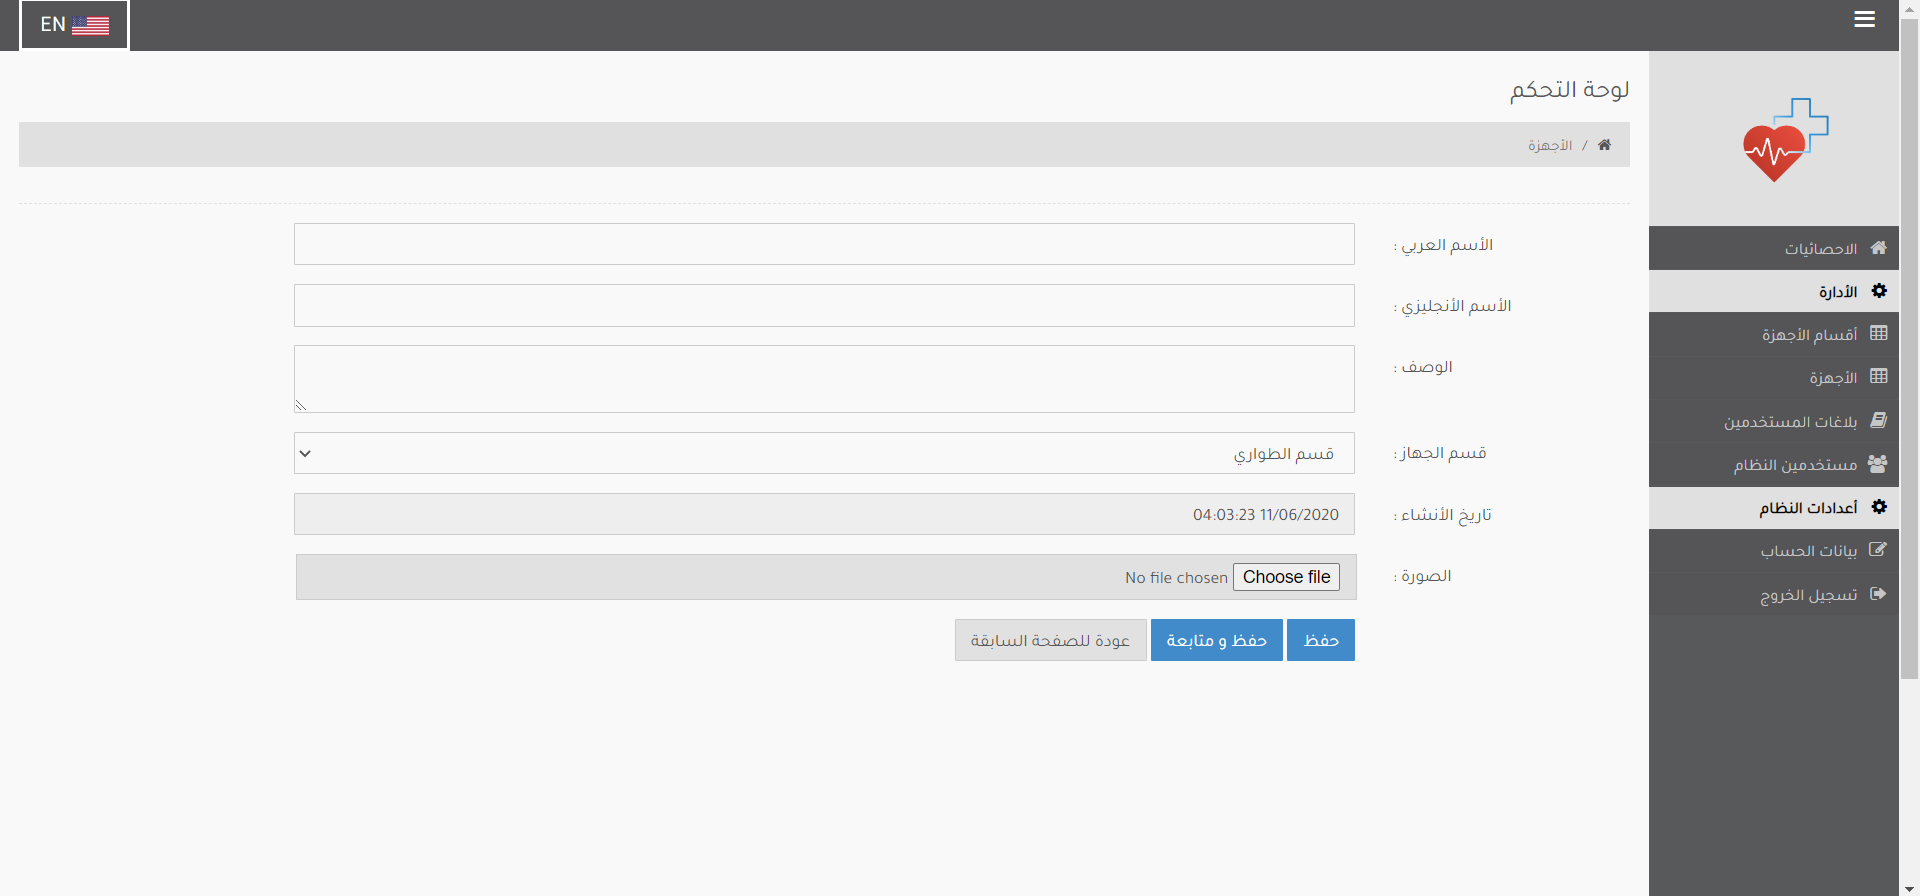 EN
لوحة التحكم
/ الأجهزة
الاحصائيات
الأدارة
أقسام الأجهزة
الأجهزة
بلاغات المستخدمين
مستخدمين النظام
أعدادات النظام
بيانات الحساب
تسجيل الخروج
الأسم العربي :
الأسم الأنجليزي :
الوصف :
قسم الجهاز :
قسم الطواري
تاريخ الأنشاء :
04:03:23 11/06/2020
الصورة :
Choose file No file chosen
حفظ
حفظ و متابعة
عودة للصفحة السابقة